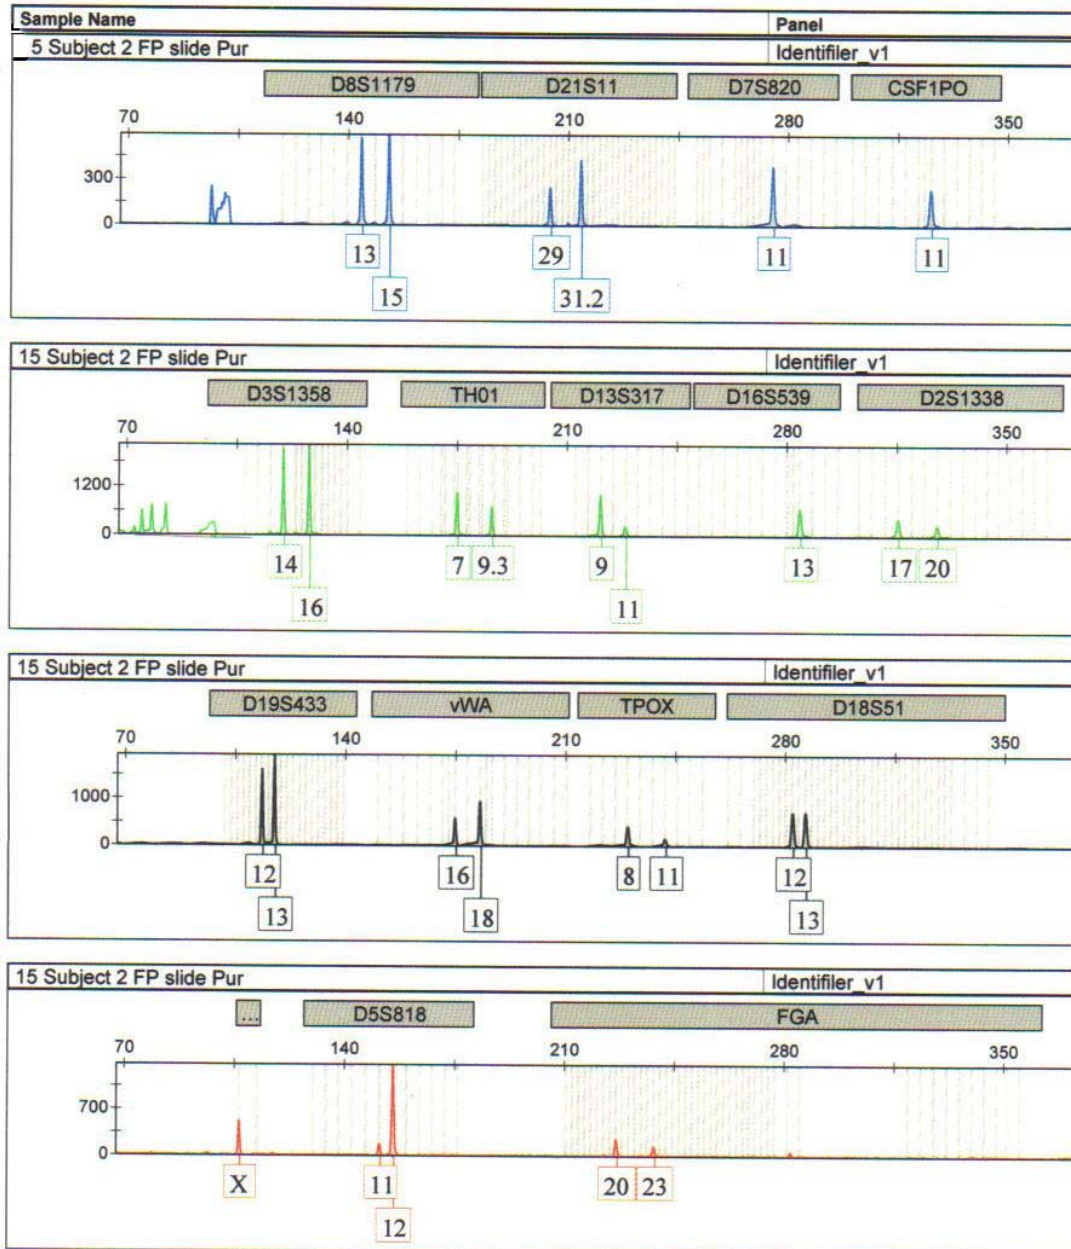 Sample Name Panel
5 Subject 2 FP slide Pur Identifiler_v1
D8S1179 D21S11 D7S820 CSF1PO
70 140 210 280 350
300
0
13 29 11 11
15 31.2
15 Subject 2 FP slide Pur Identifiler_v1
D3S1358 TH01 D13S317 D16S539 D2S1338
70 140 210 280 350
1200
0
14 7 9.3 9 13 17 20
16 11
15 Subject 2 FP slide Pur Identifiler_v1
D19S433 vWA TPOX D18S51
70 140 210 280 350
1000
0
12 16 8 11 12
13 18 13
15 Subject 2 FP slide Pur Identifiler_v1
... D5S818 FGA
70 140 210 280 350
700
0
X 11 20 23
12